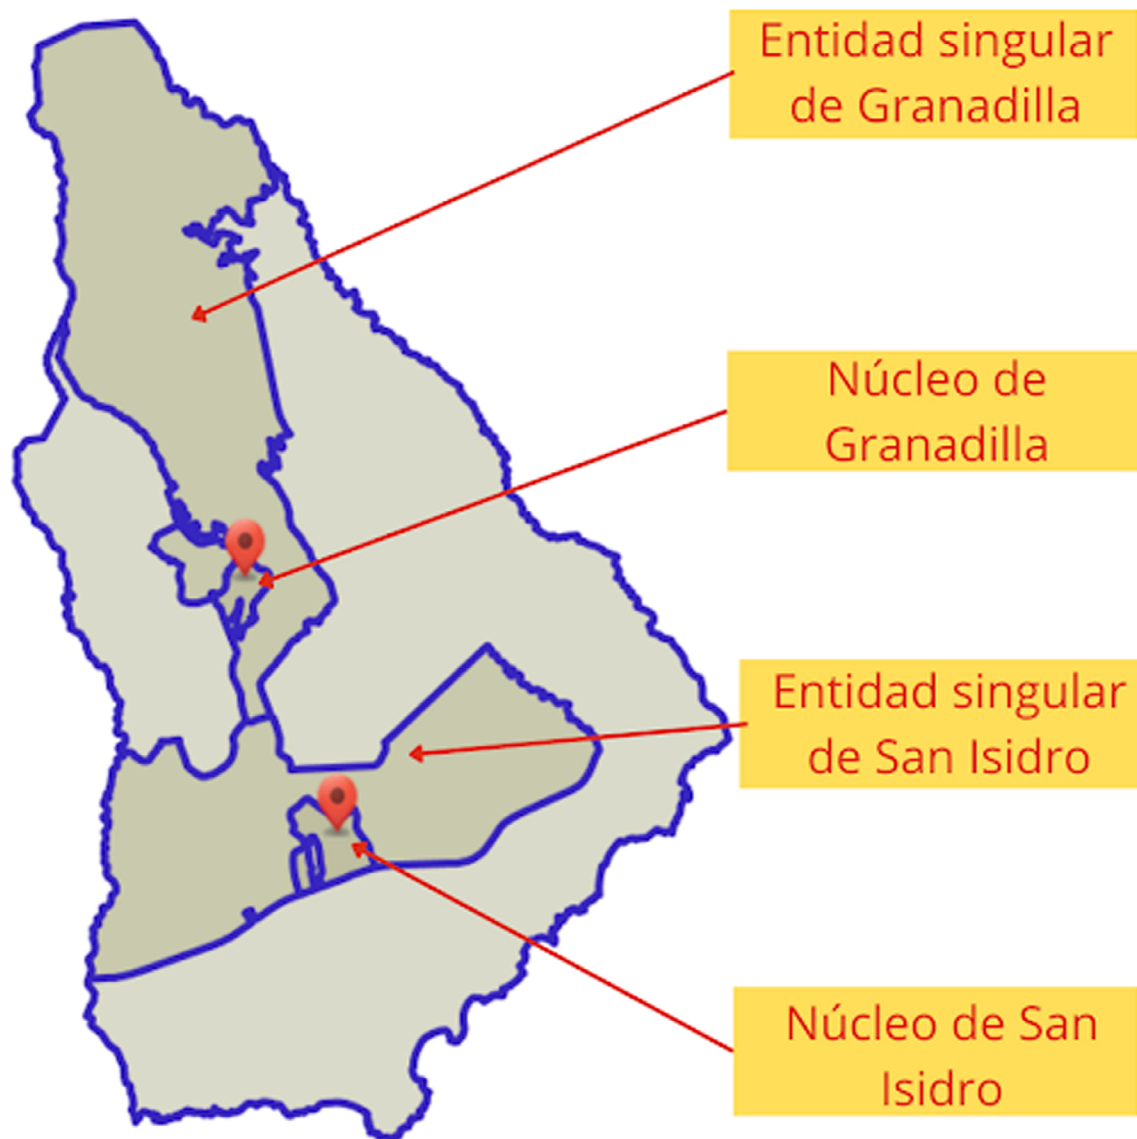 Entidad singular
de Granadilla
Núcleo de
Granadilla
Entidad singular
de San Isidro
Núcleo de San
Isidro